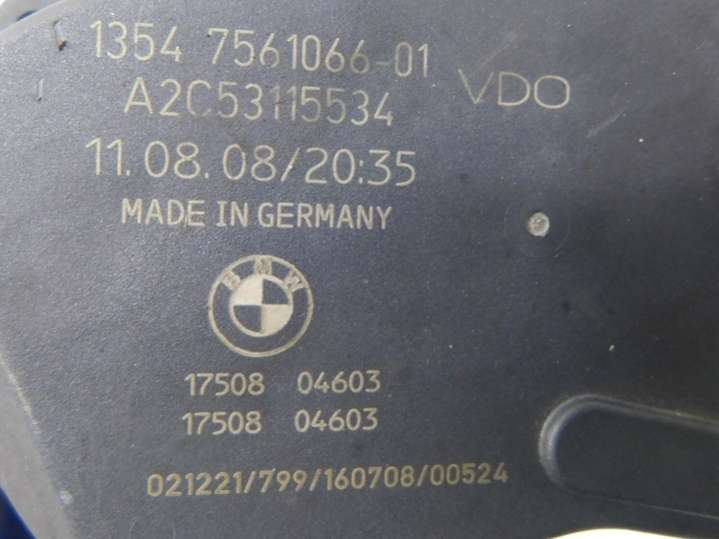 1354 7561066-01
A2C53115534
VDO
11.08.08/20:35
MADE IN GERMANY
BMW
17508 04603
17508 04603
021221/799/160708/00524